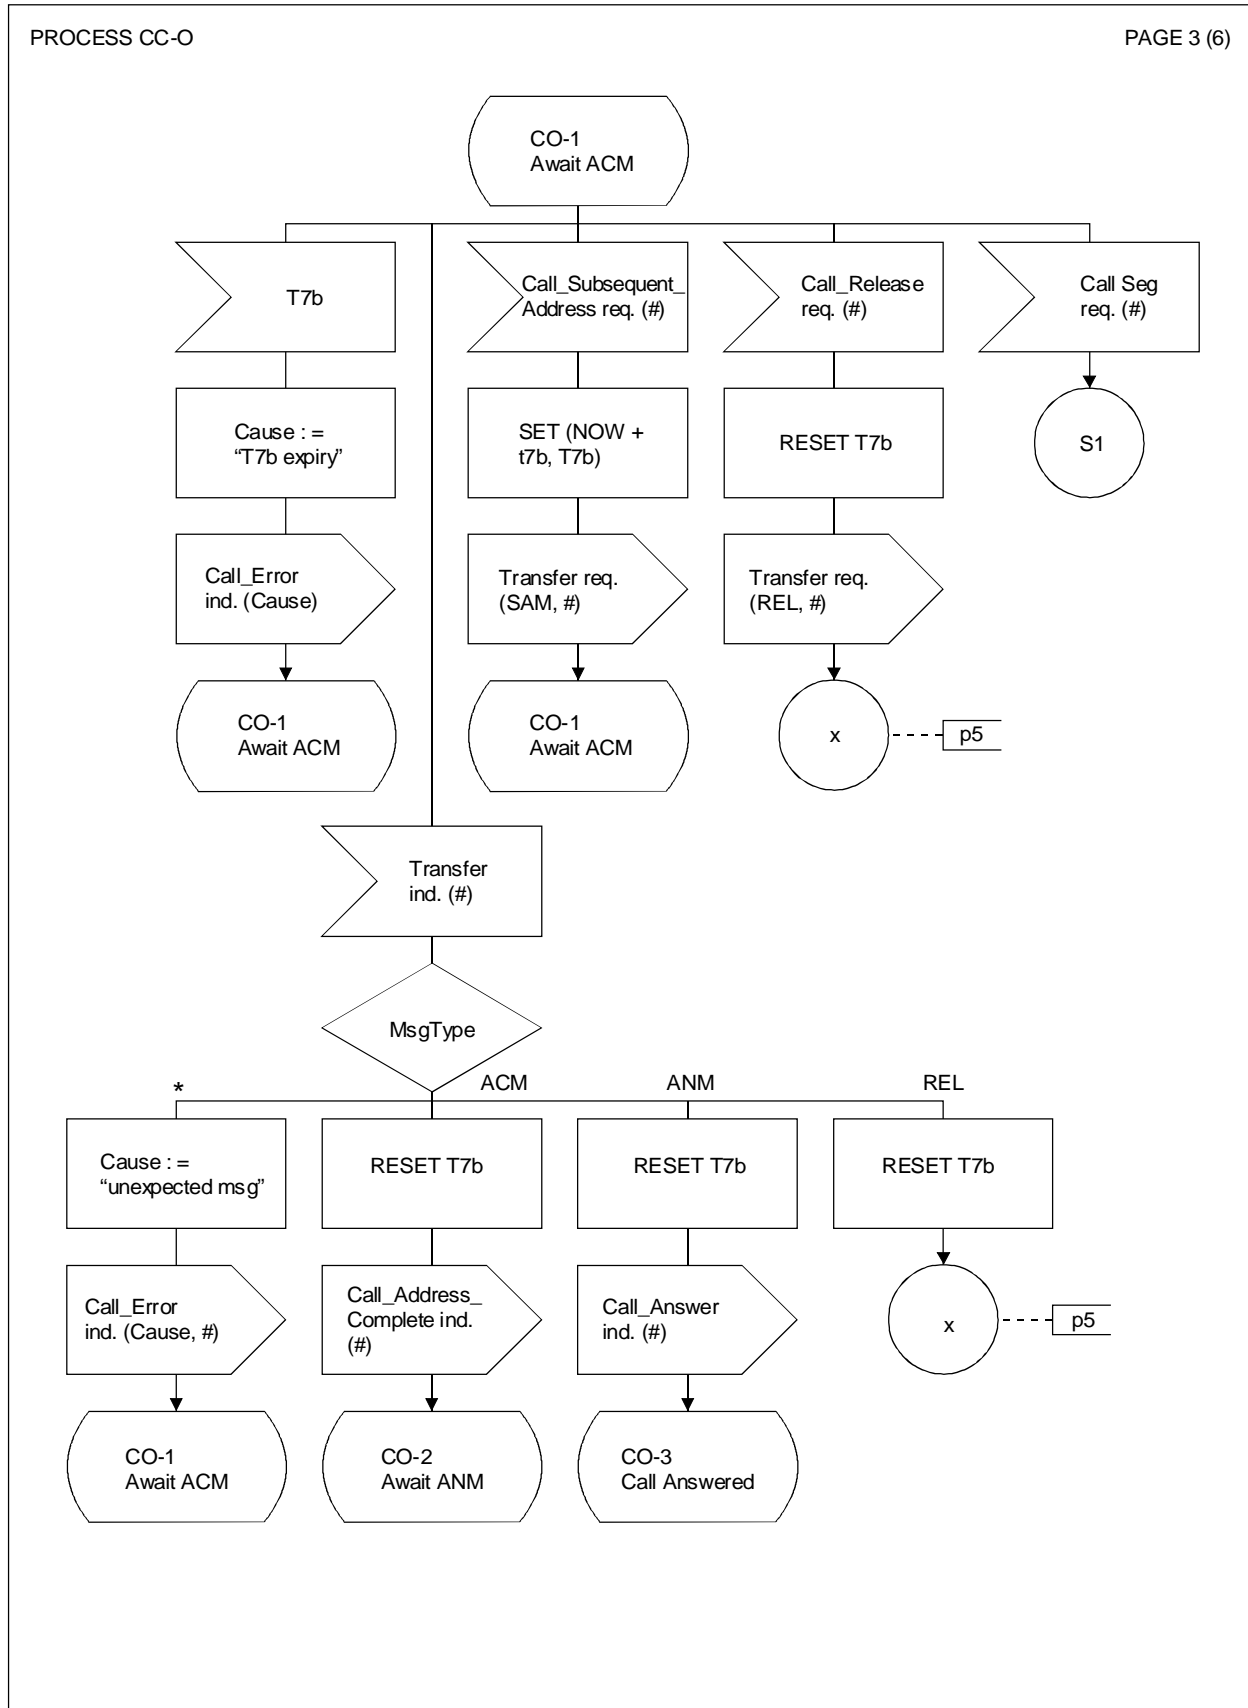 PROCESS CC-O
PAGE 3 (6)
CO-1
Await ACM
T7b
Call_Subsequent_
Address req. (#)
Call_Release
req. (#)
Call Seg
req. (#)
Cause : =
“T7b expiry”
SET (NOW +
t7b, T7b)
RESET T7b
S1
Call_Error
ind. (Cause)
Transfer req.
(SAM, #)
Transfer req.
(REL, #)
CO-1
Await ACM
CO-1
Await ACM
x
p5
Transfer
ind. (#)
MsgType
*
ACM
ANM
REL
Cause : =
“unexpected msg”
RESET T7b
RESET T7b
RESET T7b
Call_Error
ind. (Cause, #)
Call_Address_
Complete ind.
(#)
Call_Answer
ind. (#)
x
p5
CO-1
Await ACM
CO-2
Await ANM
CO-3
Call Answered